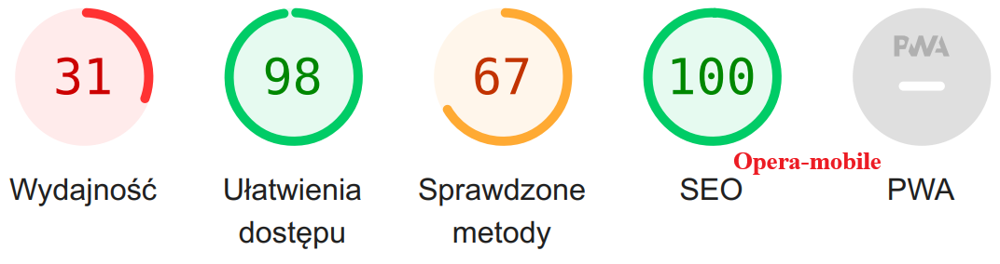 31
98
67
100
PWA
Opera-mobile
Wydajność
Ułatwienia
dostępu
Sprawdzone
metody
SEO
PWA